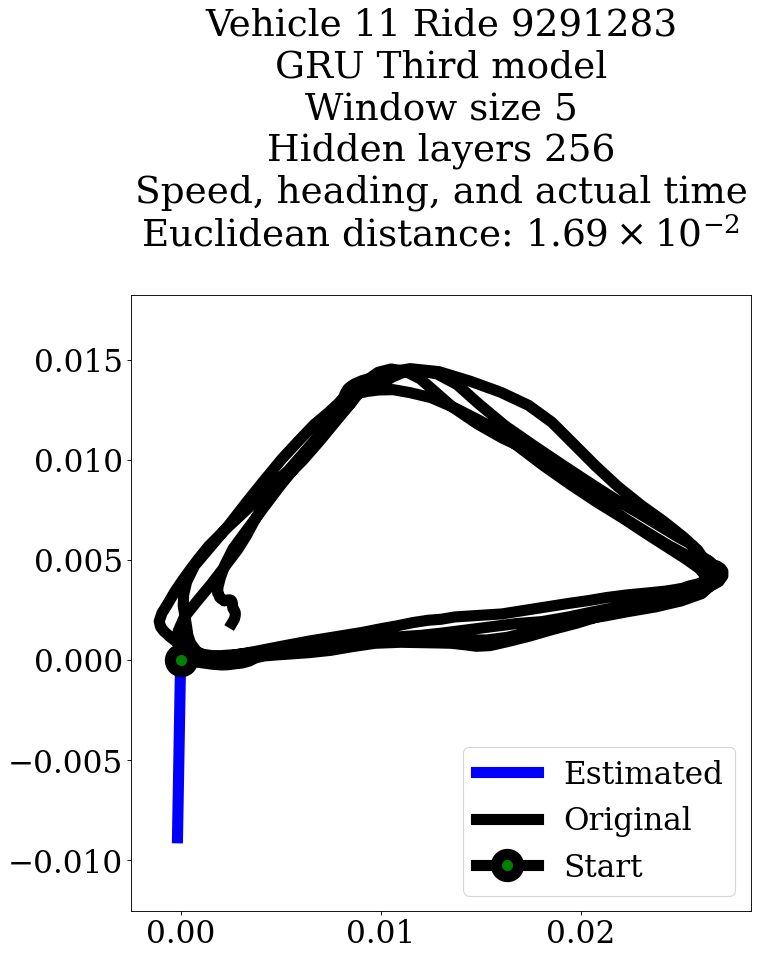 Vehicle 11 Ride 9291283
GRU Third model
Window size 5
Hidden layers 256
Speed, heading, and actual time
Euclidean distance: 1.69 × 10⁻²
0.015
0.010
0.005
0.000
−0.005
−0.010
0.00 0.01 0.02
Estimated
Original
Start